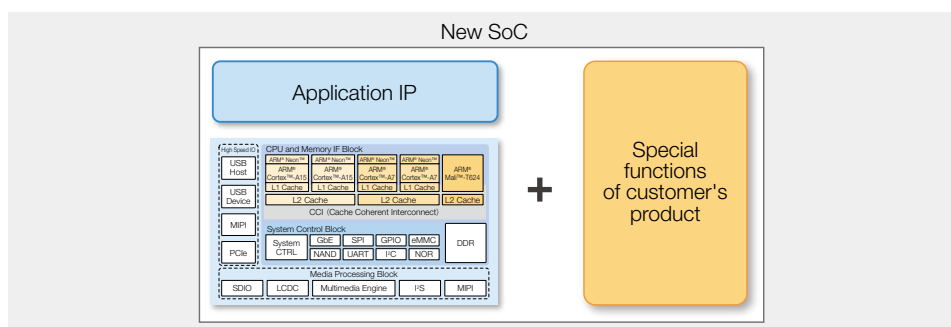 New SoC
Application IP
High Speed IO
USB
Host
USB
Device
MIPI
PCIe
CPU and Memory IF Block
ARM® Neon™ ARM® Neon™ ARM® Neon™ ARM® Neon™
ARM® ARM® ARM® ARM® ARM®
Cortex™-A15 Cortex™-A15 Cortex™-A7 Cortex™-A7 Mali™-T624
L1 Cache L1 Cache L1 Cache L1 Cache
L2 Cache L2 Cache L2 Cache
CCI (Cache Coherent Interconnect)
System Control Block
System
CTRL
GbE SPI GPIO eMMC
NAND UART I²C NOR
DDR
Media Processing Block
SDIO LCDC Multimedia Engine I²S MIPI
+
Special
functions
of customer's
product